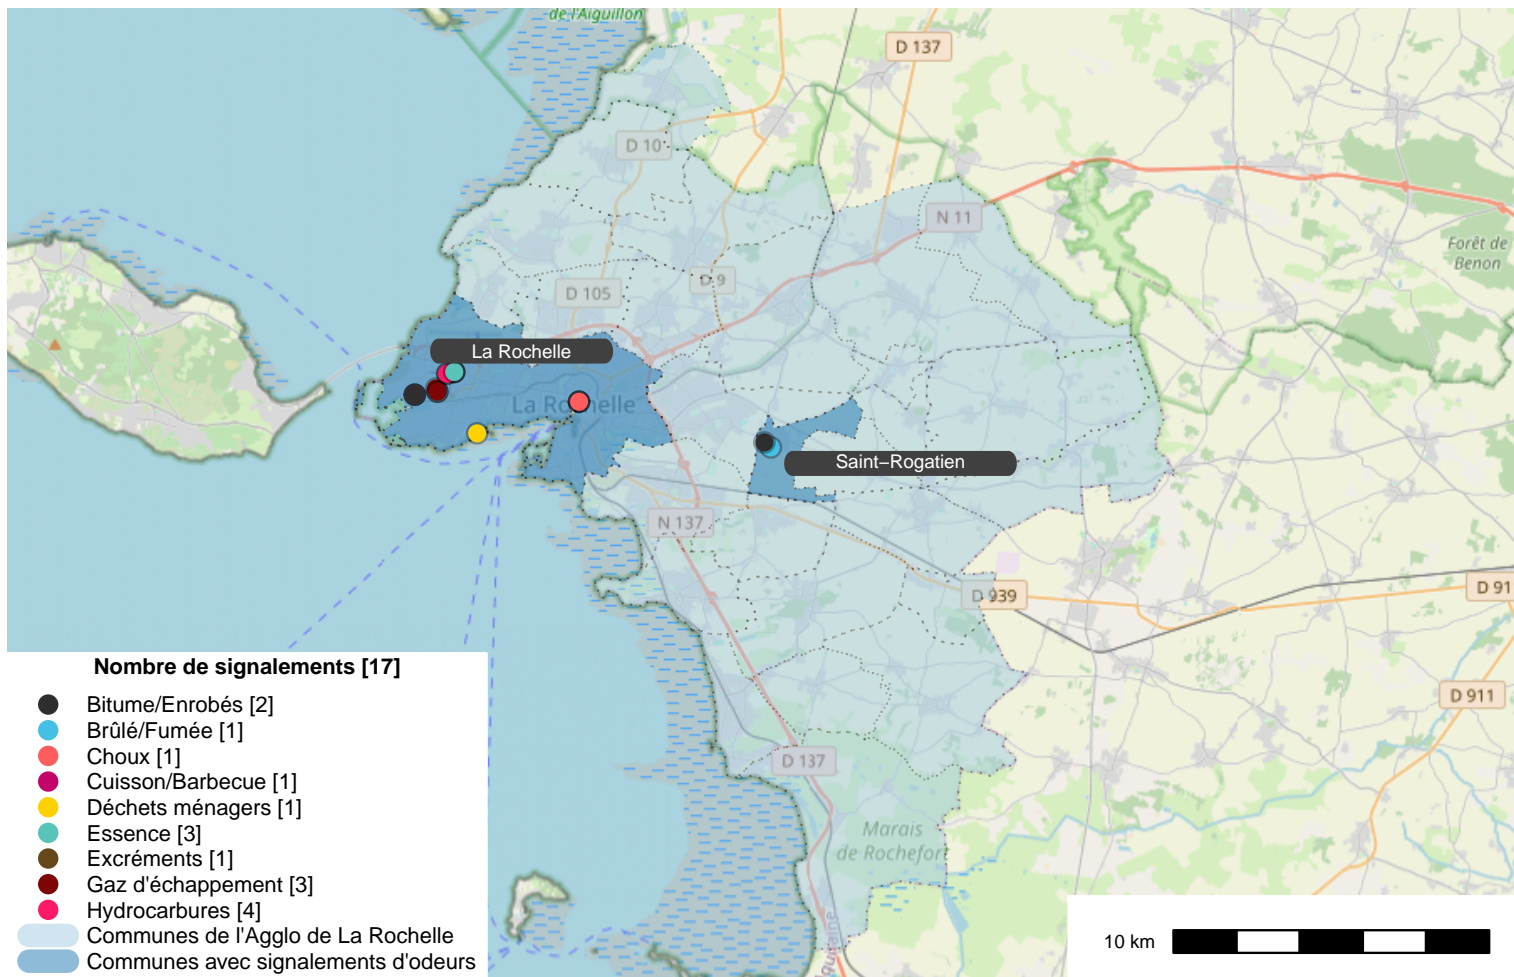 de l'Aiguillon
D 137
D 10
N 11
Forêt de
Benon
D 9
D 105
La Rochelle
La Rochelle
Saint-Rogatien
N 137
D 939
D 91
D 911
D 137
Marais
de Rochefort
Aquitaine
Nombre de signalements [17]
Bitume/Enrobés [2]
Brûlé/Fumée [1]
Choux [1]
Cuisson/Barbecue [1]
Déchets ménagers [1]
Essence [3]
Excréments [1]
Gaz d'échappement [3]
Hydrocarbures [4]
Communes de l'Agglo de La Rochelle
Communes avec signalements d'odeurs
10 km